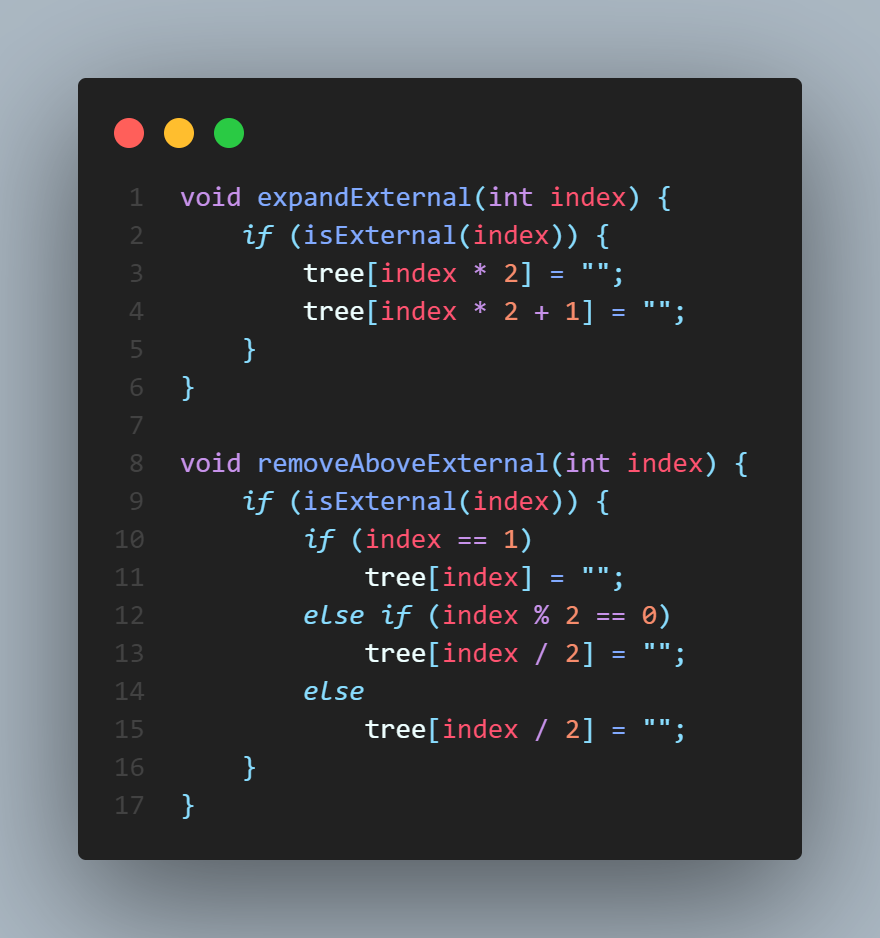 1 void expandExternal(int index) {
2     if (isExternal(index)) {
3         tree[index * 2] = "";
4         tree[index * 2 + 1] = "";
5     }
6 }
7
8 void removeAboveExternal(int index) {
9     if (isExternal(index)) {
10         if (index == 1)
11             tree[index] = "";
12         else if (index % 2 == 0)
13             tree[index / 2] = "";
14         else
15             tree[index / 2] = "";
16     }
17 }